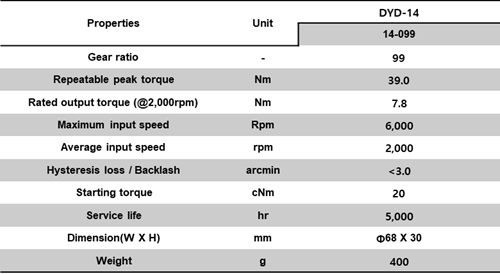 Properties Unit DYD-14
14-099
Gear ratio - 99
Repeatable peak torque Nm 39.0
Rated output torque (@2,000rpm) Nm 7.8
Maximum input speed Rpm 6,000
Average input speed rpm 2,000
Hysteresis loss / Backlash arcmin <3.0
Starting torque cNm 20
Service life hr 5,000
Dimension(W X H) mm Φ68 X 30
Weight g 400